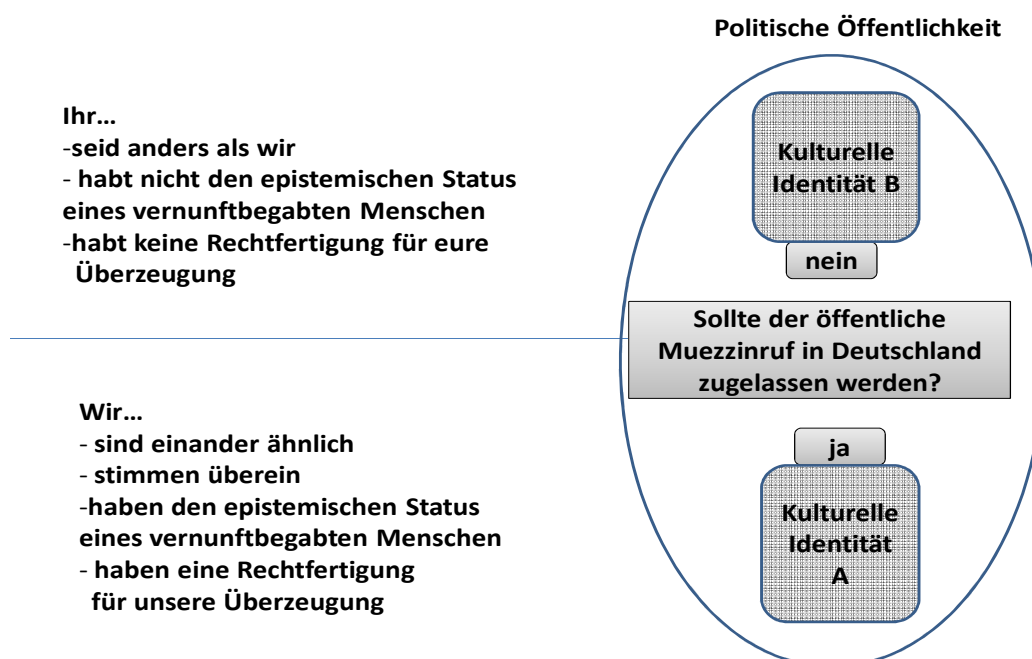 Politische Öffentlichkeit
Ihr...
-seid anders als wir
- habt nicht den epistemischen Status
eines vernunftbegabten Menschen
-habt keine Rechtfertigung für eure
Überzeugung
Kulturelle
Identität B
nein
Sollte der öffentliche
Muezzinruf in Deutschland
zugelassen werden?
Wir...
- sind einander ähnlich
- stimmen überein
-haben den epistemischen Status
eines vernunftbegabten Menschen
- haben eine Rechtfertigung
für unsere Überzeugung
ja
Kulturelle
Identität
A